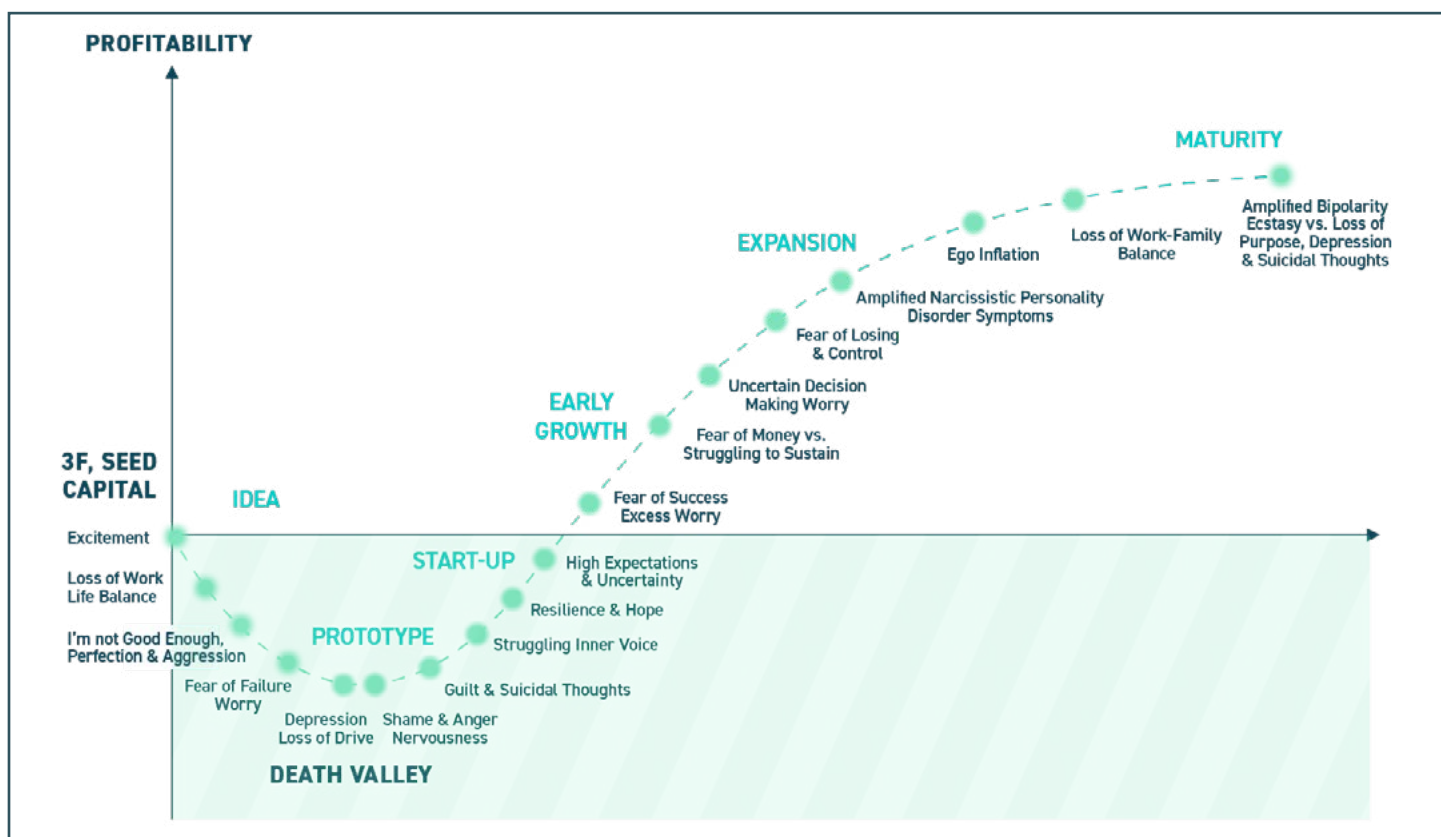 PROFITABILITY
MATURITY
Amplified Bipolarity
Ecstasy vs. Loss of
Purpose, Depression
& Suicidal Thoughts
Loss of Work-Family
Balance
Ego Inflation
EXPANSION
Amplified Narcissistic Personality
Disorder Symptoms
Fear of Losing
& Control
Uncertain Decision
Making Worry
EARLY
GROWTH
Fear of Money vs.
Struggling to Sustain
3F, SEED
CAPITAL
IDEA
Fear of Success
Excess Worry
Excitement
START-UP
High Expectations
& Uncertainty
Loss of Work
Life Balance
Resilience & Hope
I'm not Good Enough,
Perfection & Aggression
PROTOTYPE
Struggling Inner Voice
Fear of Failure
Worry
Guilt & Suicidal Thoughts
Depression
Loss of Drive
Shame & Anger
Nervousness
DEATH VALLEY